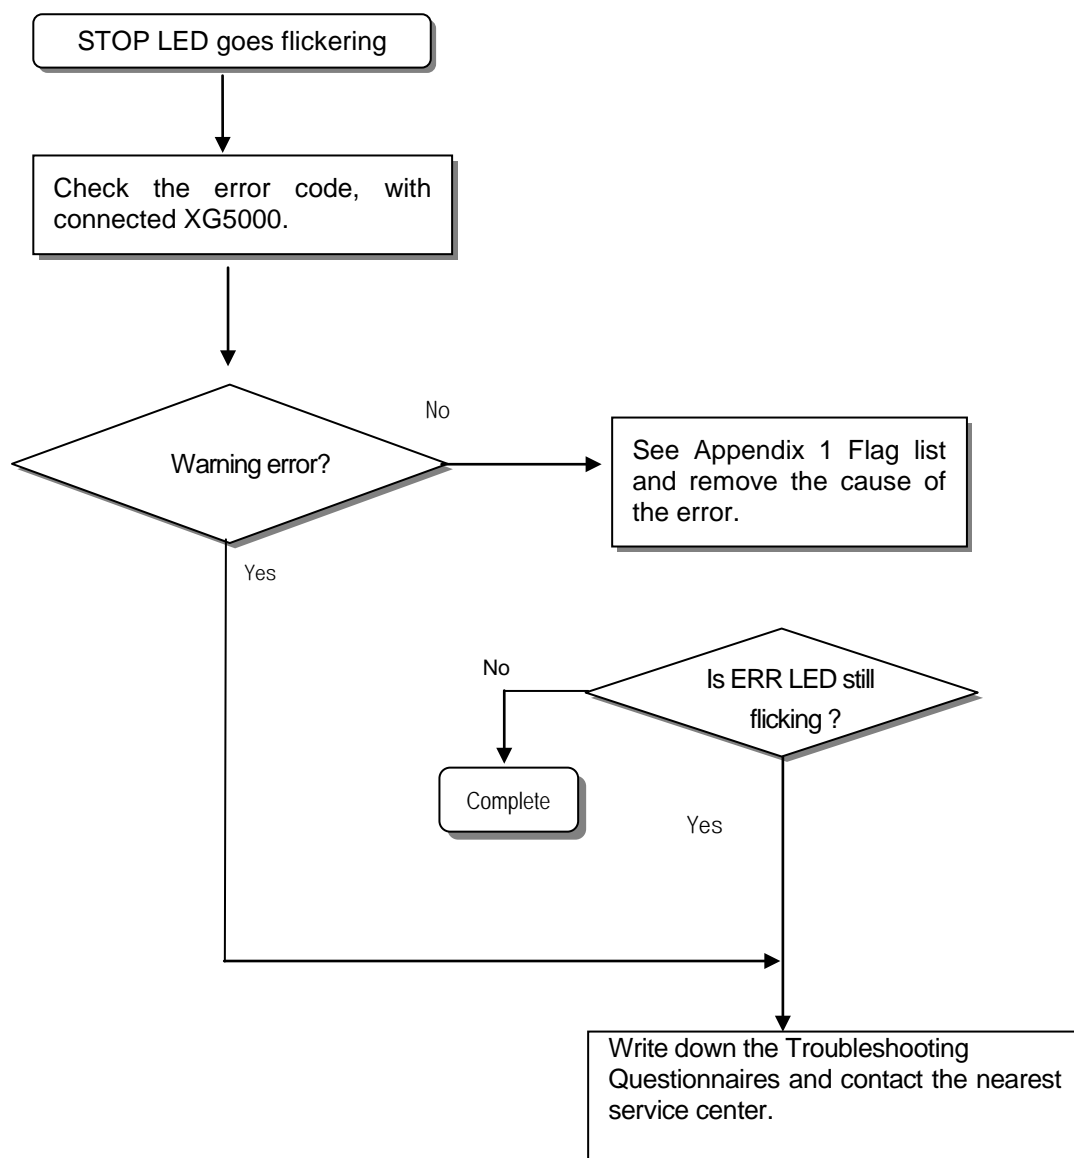 STOP LED goes flickering
Check the error code, with
connected XG5000.
No
Warning error?
See Appendix 1 Flag list
and remove the cause of
the error.
Yes
No
Is ERR LED still
flicking ?
Complete
Yes
Write down the Troubleshooting
Questionnaires and contact the nearest
service center.